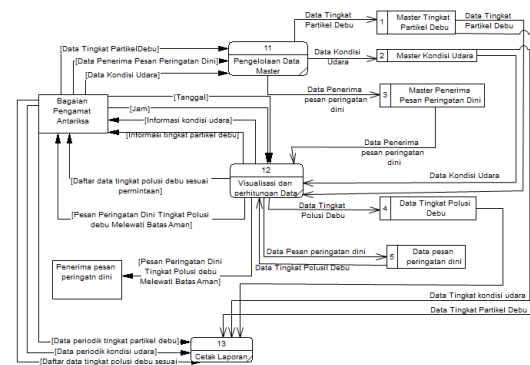 Data Tingkat
Partikel Debu
1
Master Tingkat
Partikel Debu
Data Tingkat
Partikel Debu
[Data Tingkat PartikelDebu]
[Data Penerima Pesan Peringatan Dini]
[Data Kondisi Udara]
11
Pengelolaan Data
Master
Data Kondisi
Udara
2
Master Kondisi Udara
Bagaian
Pengamat
Antariksa
[Tanggal]
[Jam]
[Informasi kondisi udara]
[Informasi tingkat partikel debu]
Data Penerima
pesan peringatan
dini
3
Master Penerima
Pesan Peringatan Dini
Data Penerima
pesan peringatan
dini
[Daftar data tingkat polusi debu sesuai
permintaan]
12
Visualisasi dan
perhitungan Data
Data Kondisi Udara
[Pesan Peringatan Dini Tingkat Polusi
debu Melewati Batas Aman]
Data Tingkat
Polusi Debu
4
Data Tingkat Polusi
Debu
Penerima pesan
peringatn dini
[Pesan Peringatan Dini
Tingkat Polusi debu
Melewati Batas Aman]
Data Pesan peringatan dini
Data Tingkat Polusil Debu
5
Data pesan
peringatan dini
Data Tingkat kondisi udara
Data Tingkat Partikel Debu
[Data periodik tingkat partikel debu]
[Data periodik kondisi udara]
[Daftar data tingkat polusi debu sesuai
13
Cetak Laporan